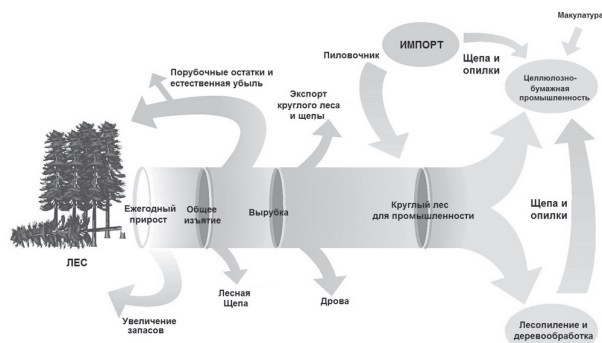 Макулатура
ИМПОРТ
Пиловочник
Щепа и
опилки
Целлюлозно-
бумажная
промышленность
Порубочные остатки и
естественная убыль
Экспорт
круглого леса
и щепы
Ежегодный
прирост
Общее
изъятие
Вырубка
Круглый лес
для промышленности
Щепа и
опилки
ЛЕС
Лесная
Щепа
Дрова
Увеличение
запасов
Лесопиление и
деревообработка